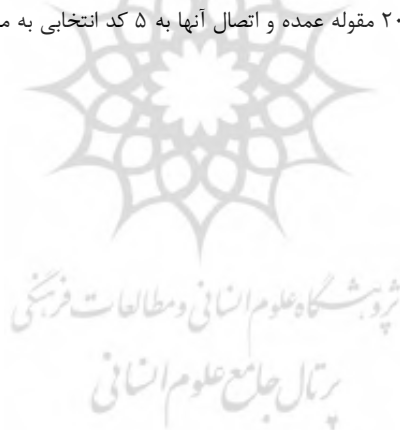 ۲۰ مقوله عمده و اتصال آنها به ۵ کد انتخابی به
پژوهشگاه علوم انسانی و مطالعات فرهنگی
پرتال جامع علوم انسانی